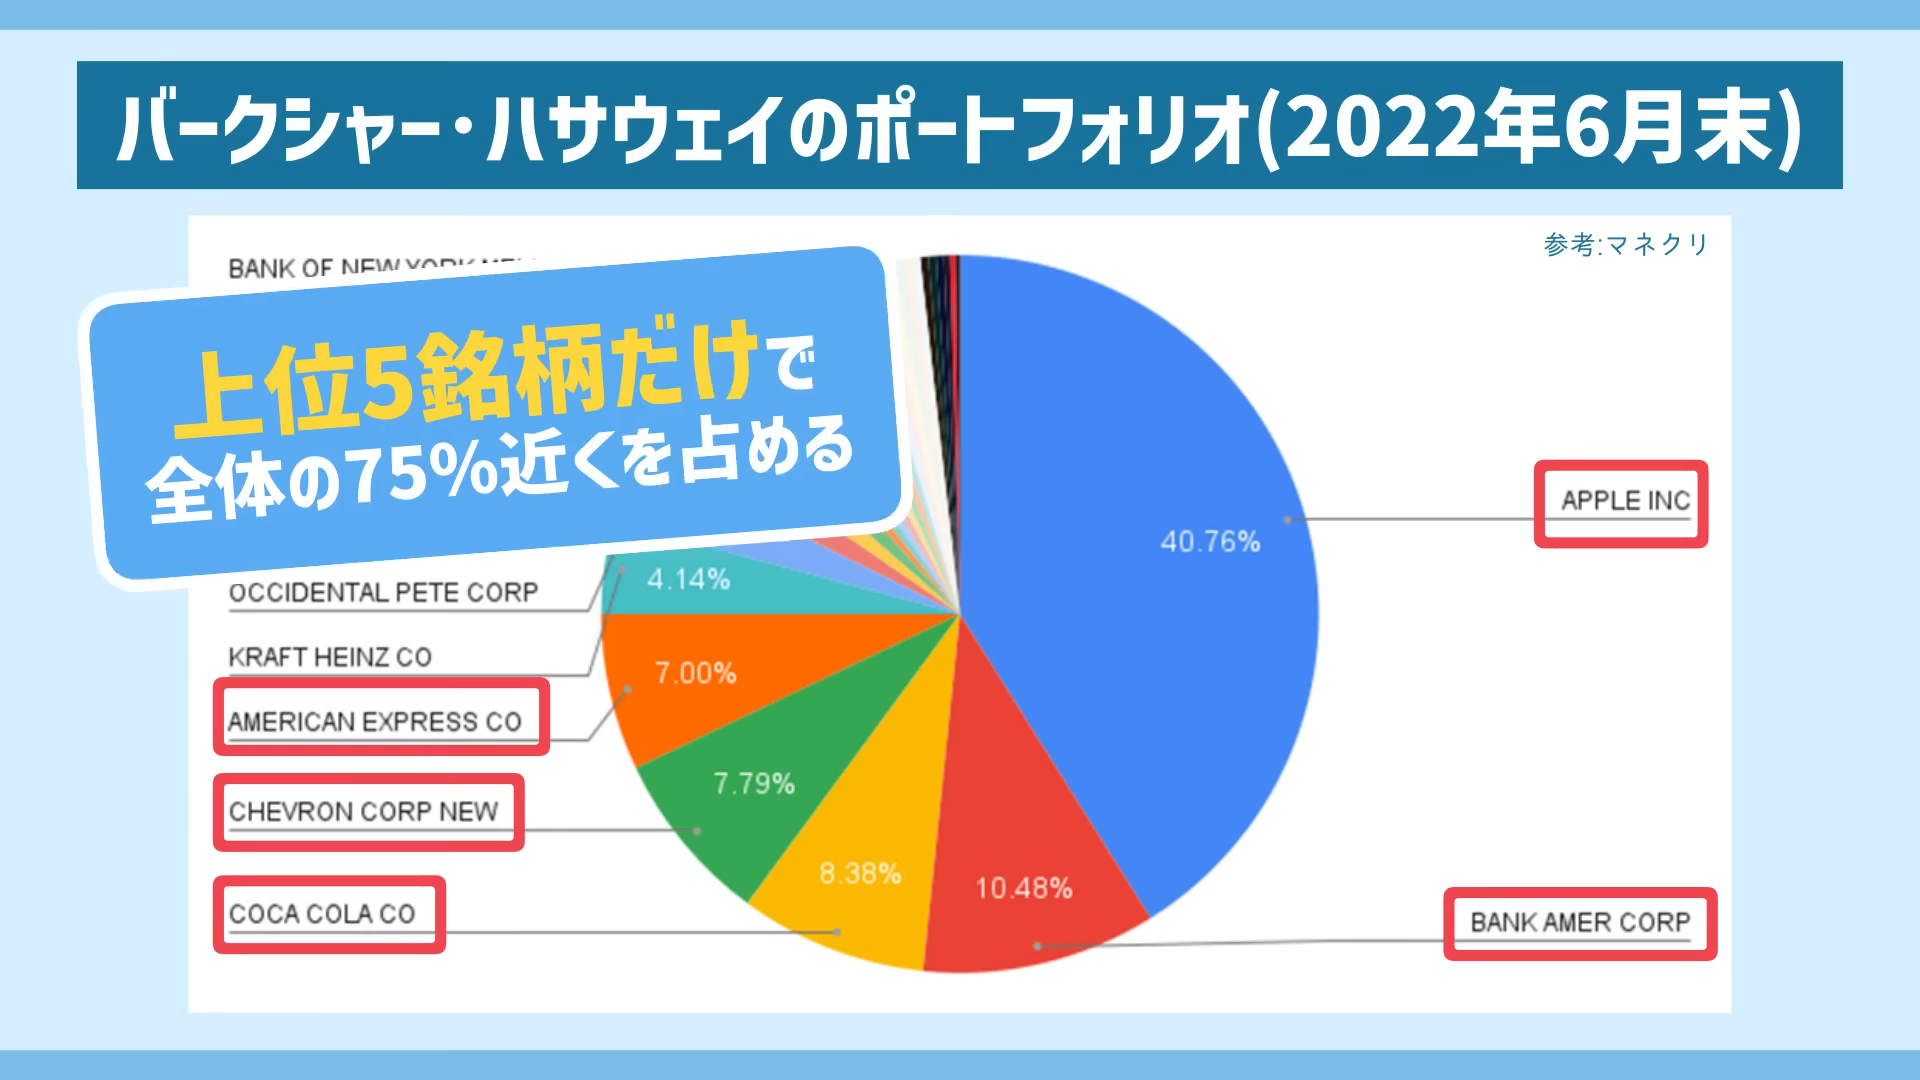 バークシャー・ハサウェイのポートフォリオ(2022年6月末)
参考:マネクリ
BANK OF NEW YORK
上位5銘柄だけで
全体の75%近くを占める
APPLE INC
40.76%
4.14%
OCCIDENTAL PETE CORP
KRAFT HEINZ CO
7.00%
AMERICAN EXPRESS CO
7.79%
CHEVRON CORP NEW
8.38%
10.48%
COCA COLA CO
BANK AMER CORP